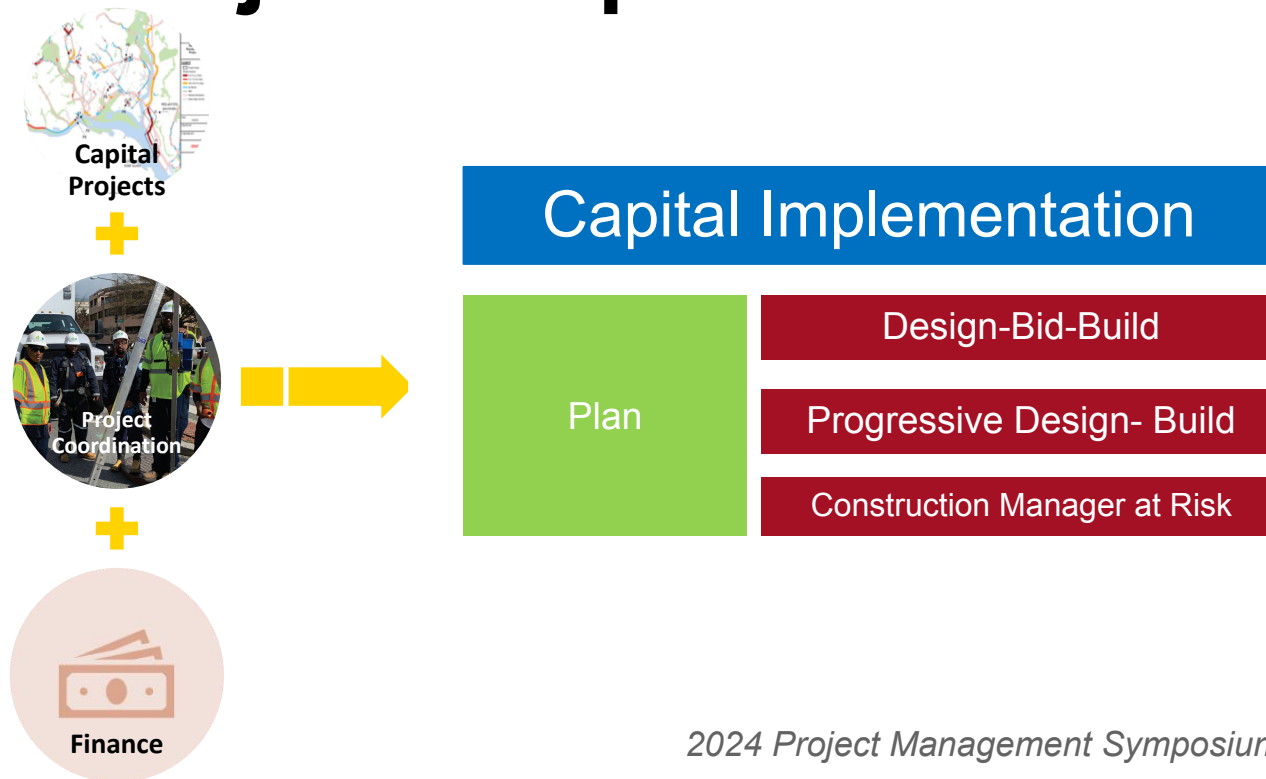 Capital
Projects
Project
Coordination
Finance
Capital Implementation
Plan
Design-Bid-Build
Progressive Design- Build
Construction Manager at Risk
2024 Project Management